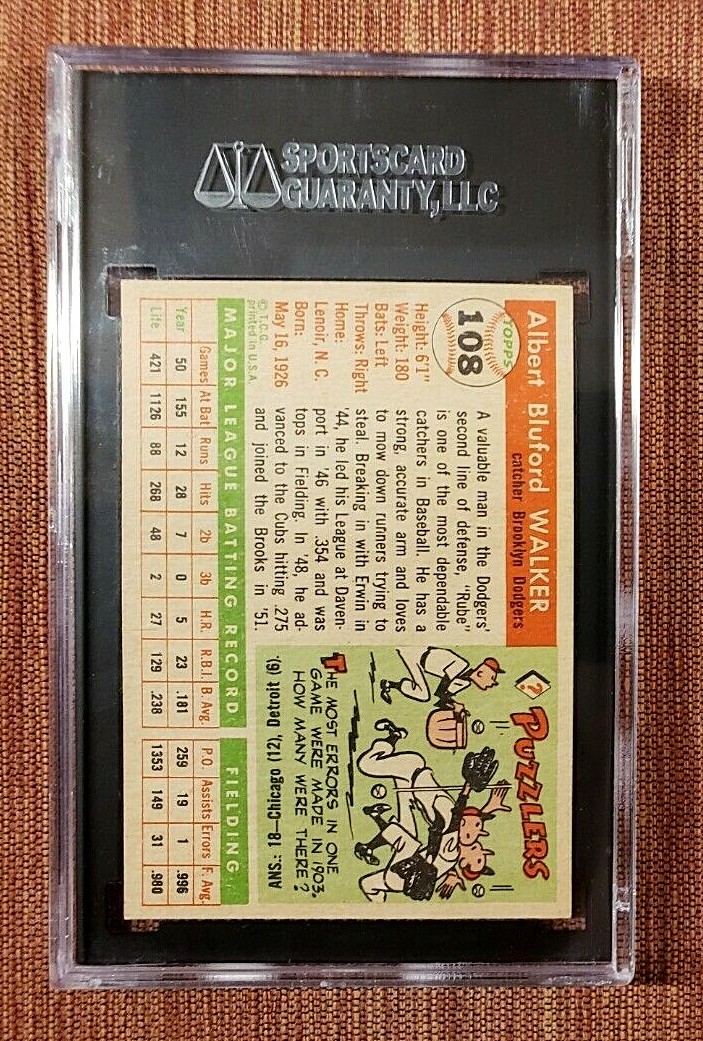 SPORTSCARD
GUARANTY, LLC
TOPPS
108
Albert Bluford WALKER
catcher Brooklyn Dodgers
Height: 6'1"
Weight: 180
Bats: Left
Throws: Right
Home:
Lenoir, N. C.
Born:
May 16, 1926
© T. C. G.
printed in U. S. A.
A valuable man in the Dodgers'
second line of defense, "Rube"
is one of the most dependable
catchers in Baseball. He has a
strong, accurate arm and loves
to mow down runners trying to
steal. Breaking in with Erwin in
'44, he led his League at Daven-
port in '46 with .354 and was
tops in Fielding. In '48, he ad-
vanced to the Cubs hitting .275
and joined the Brooks in '51.
? PUZZLERS
THE MOST ERRORS IN ONE
GAME WERE MADE IN 1903.
HOW MANY WERE THERE?
ANS.: 18—Chicago (12), Detroit (6).
MAJOR LEAGUE BATTING RECORD FIELDING
Games At Bat Runs Hits 2b 3b H.R. R.B.I. B. Avg. P.O. Assists Errors F. Avg.
Year 50 155 12 28 7 0 5 23 .181 259 19 1 .996
Life 421 1126 88 268 48 2 27 129 .238 1353 149 31 .980